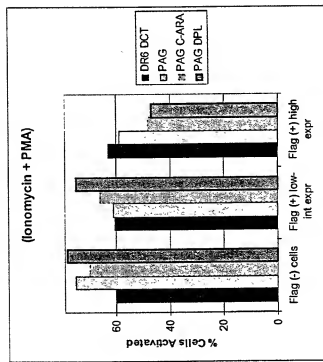 (Ionomycin + PMA)
DR6 DCT
PAG
PAG C-ARA
PAG DPL
% Cells Activated
60
40
20
0
Flag (-) cells
Flag (+) low-
int expr
Flag (+) high
expr